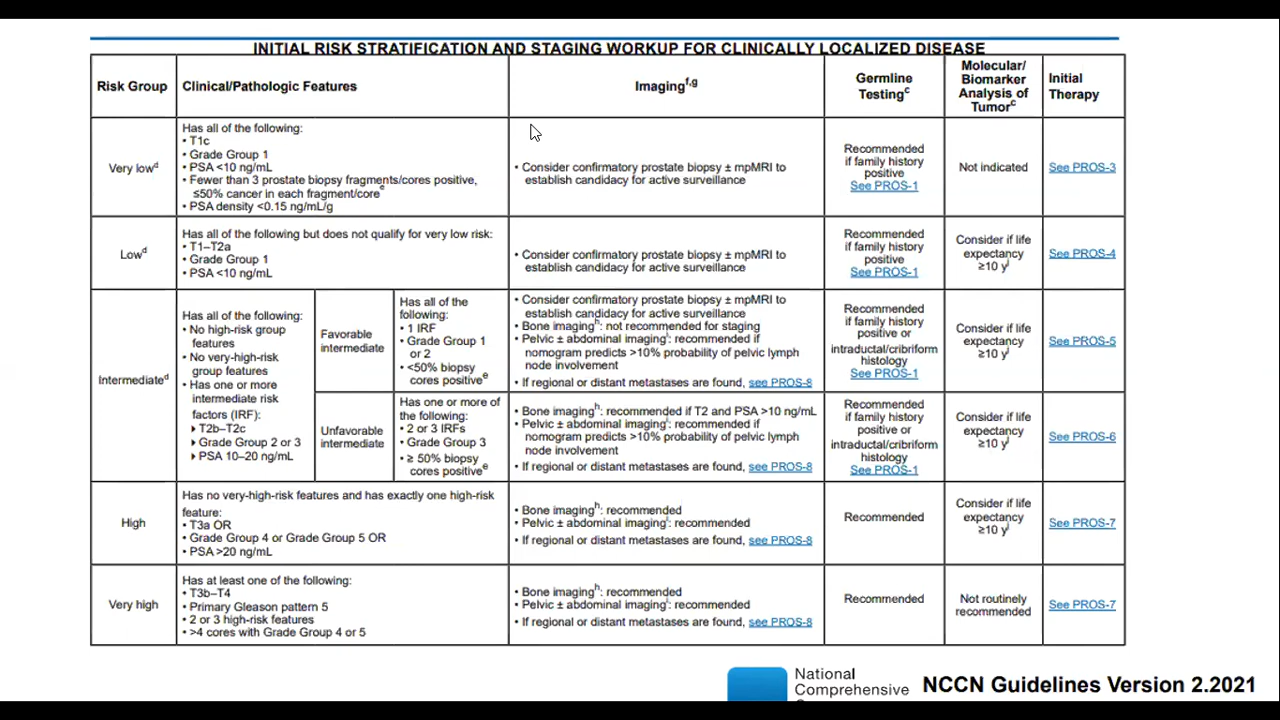 INITIAL RISK STRATIFICATION AND STAGING WORKUP FOR CLINICALLY LOCALIZED DISEASE
Risk Group
Clinical/Pathologic Features
Imagingf,g
Germline
Testingc
Molecular/
Biomarker
Analysis of
Tumorc
Initial
Therapy
Very lowd
Has all of the following:
• T1c
• Grade Group 1
• PSA <10 ng/mL
• Fewer than 3 prostate biopsy fragments/cores positive,
≤50% cancer in each fragment/coree
• PSA density <0.15 ng/mL/g
• Consider confirmatory prostate biopsy ± mpMRI to
establish candidacy for active surveillance
Recommended
if family history
positive
See PROS-1
Not indicated
See PROS-3
Lowd
Has all of the following but does not qualify for very low risk:
• T1–T2a
• Grade Group 1
• PSA <10 ng/mL
• Consider confirmatory prostate biopsy ± mpMRI to
establish candidacy for active surveillance
Recommended
if family history
positive
See PROS-1
Consider if life
expectancy
≥10 yj
See PROS-4
Intermediated
Has all of the following:
• No high-risk group
features
• No very-high-risk
group features
• Has one or more
intermediate risk
factors (IRF):
T2b–T2c
Grade Group 2 or 3
PSA 10–20 ng/mL
Favorable
intermediate
Has all of the
following:
• 1 IRF
• Grade Group 1
or 2
• <50% biopsy
cores positivee
• Consider confirmatory prostate biopsy ± mpMRI to
establish candidacy for active surveillance
• Bone imagingh: not recommended for staging
• Pelvic ± abdominal imagingi: recommended if
nomogram predicts >10% probability of pelvic lymph
node involvement
• If regional or distant metastases are found, see PROS-8
Recommended
if family history
positive or
intraductal/cribriform
histology
See PROS-1
Consider if life
expectancy
≥10 yj
See PROS-5
Unfavorable
intermediate
Has one or more of
the following:
• 2 or 3 IRFs
• Grade Group 3
• ≥ 50% biopsy
cores positivee
• Bone imagingh: recommended if T2 and PSA >10 ng/mL
• Pelvic ± abdominal imagingi: recommended if
nomogram predicts >10% probability of pelvic lymph
node involvement
• If regional or distant metastases are found, see PROS-8
Recommended
if family history
positive or
intraductal/cribriform
histology
See PROS-1
Consider if life
expectancy
≥10 yj
See PROS-6
High
Has no very-high-risk features and has exactly one high-risk
feature:
• T3a OR
• Grade Group 4 or Grade Group 5 OR
• PSA >20 ng/mL
• Bone imagingh: recommended
• Pelvic ± abdominal imagingi: recommended
• If regional or distant metastases are found, see PROS-8
Recommended
Consider if life
expectancy
≥10 yj
See PROS-7
Very high
Has at least one of the following:
• T3b–T4
• Primary Gleason pattern 5
• 2 or 3 high-risk features
• >4 cores with Grade Group 4 or 5
• Bone imagingh: recommended
• Pelvic ± abdominal imagingi: recommended
• If regional or distant metastases are found, see PROS-8
Recommended
Not routinely
recommended
See PROS-7
National
Comprehensive
NCCN Guidelines Version 2.2021